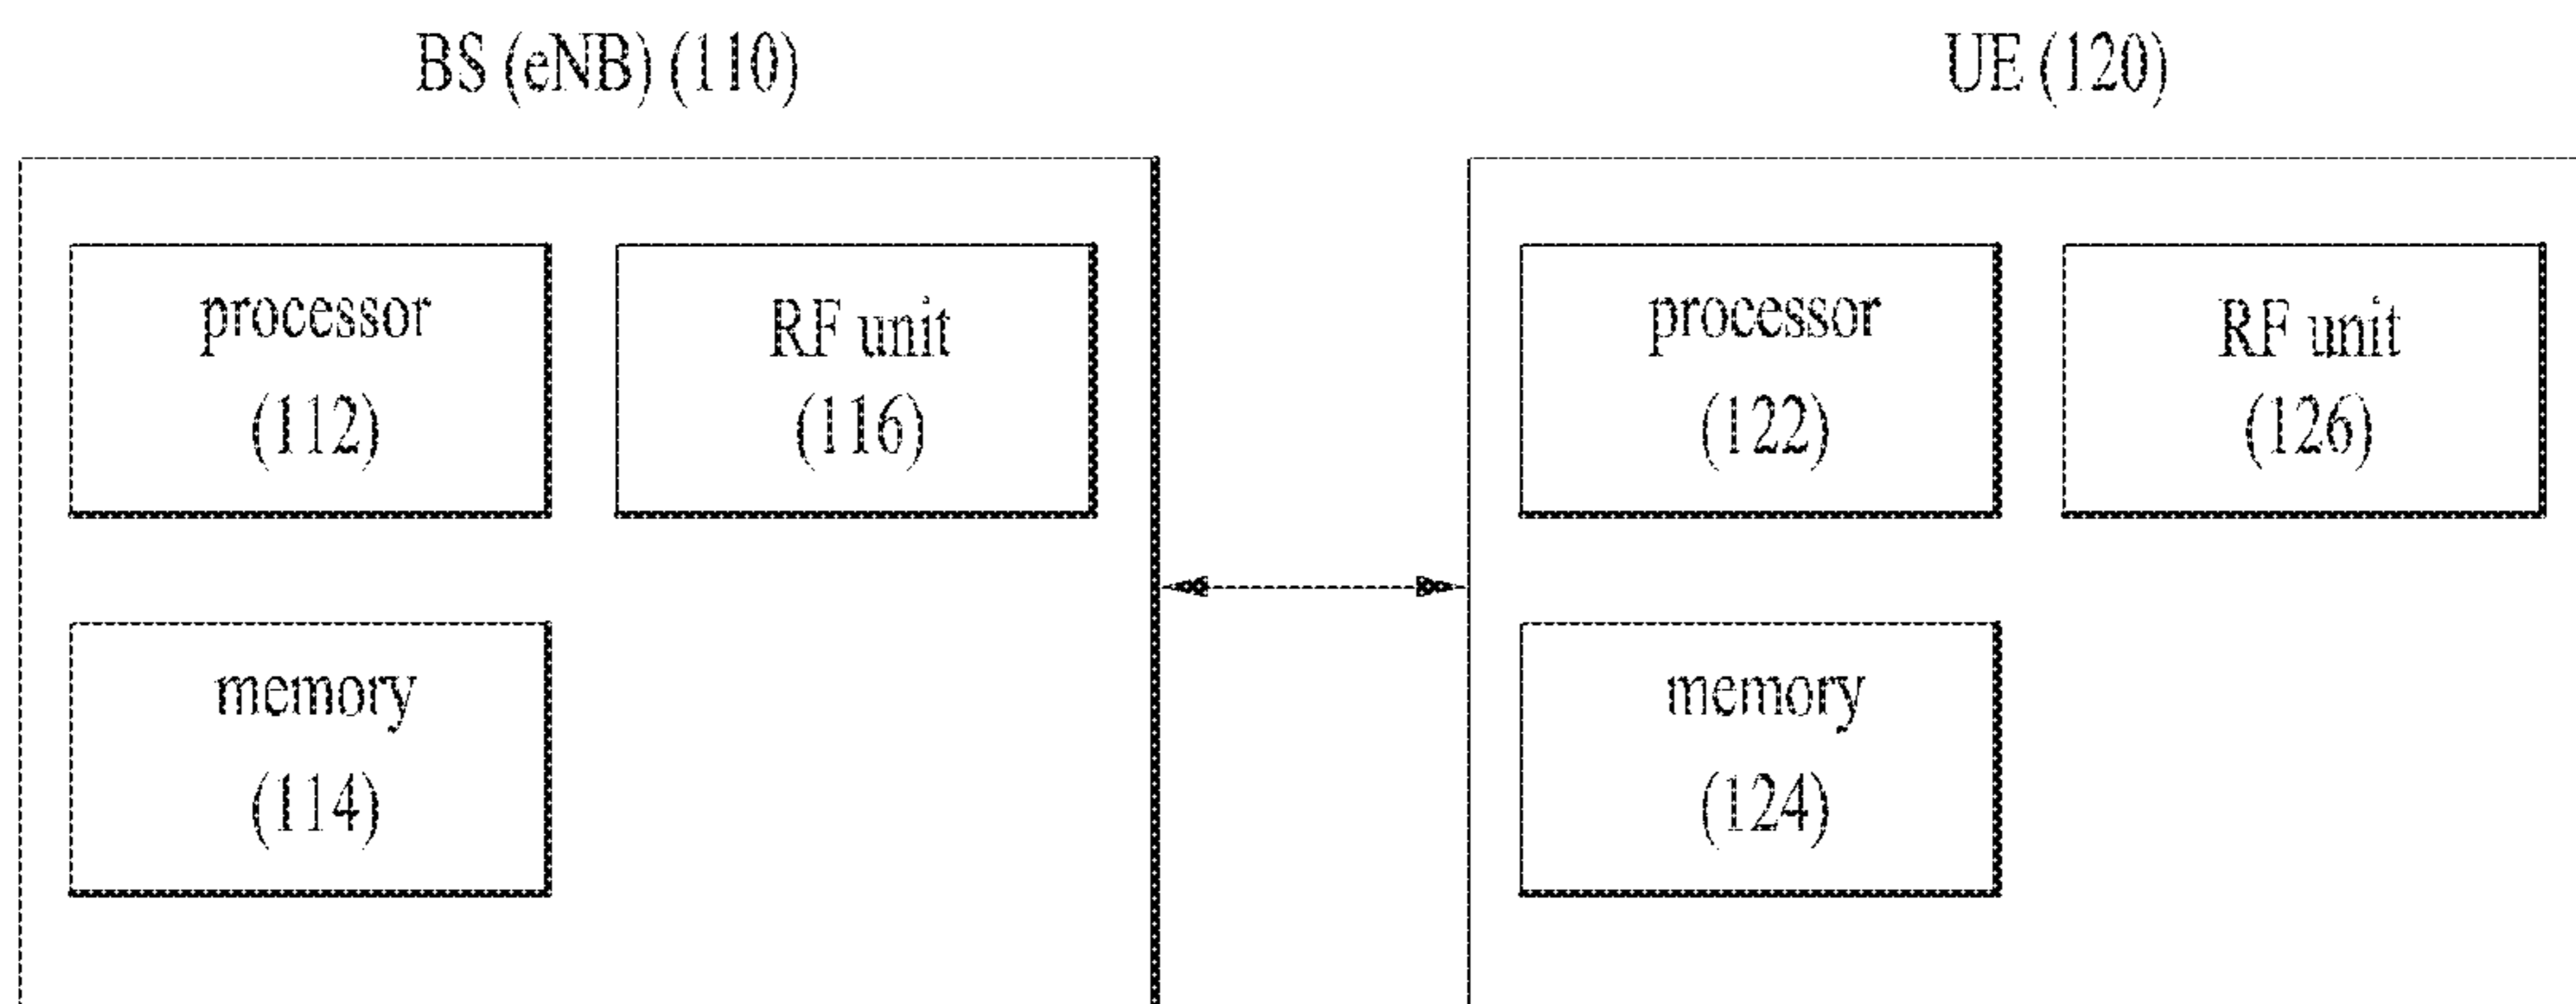 BS (eNB) (110)
UE (120)
processor
(112)
RF unit
(116)
memory
(114)
processor
(122)
RF unit
(126)
memory
(124)